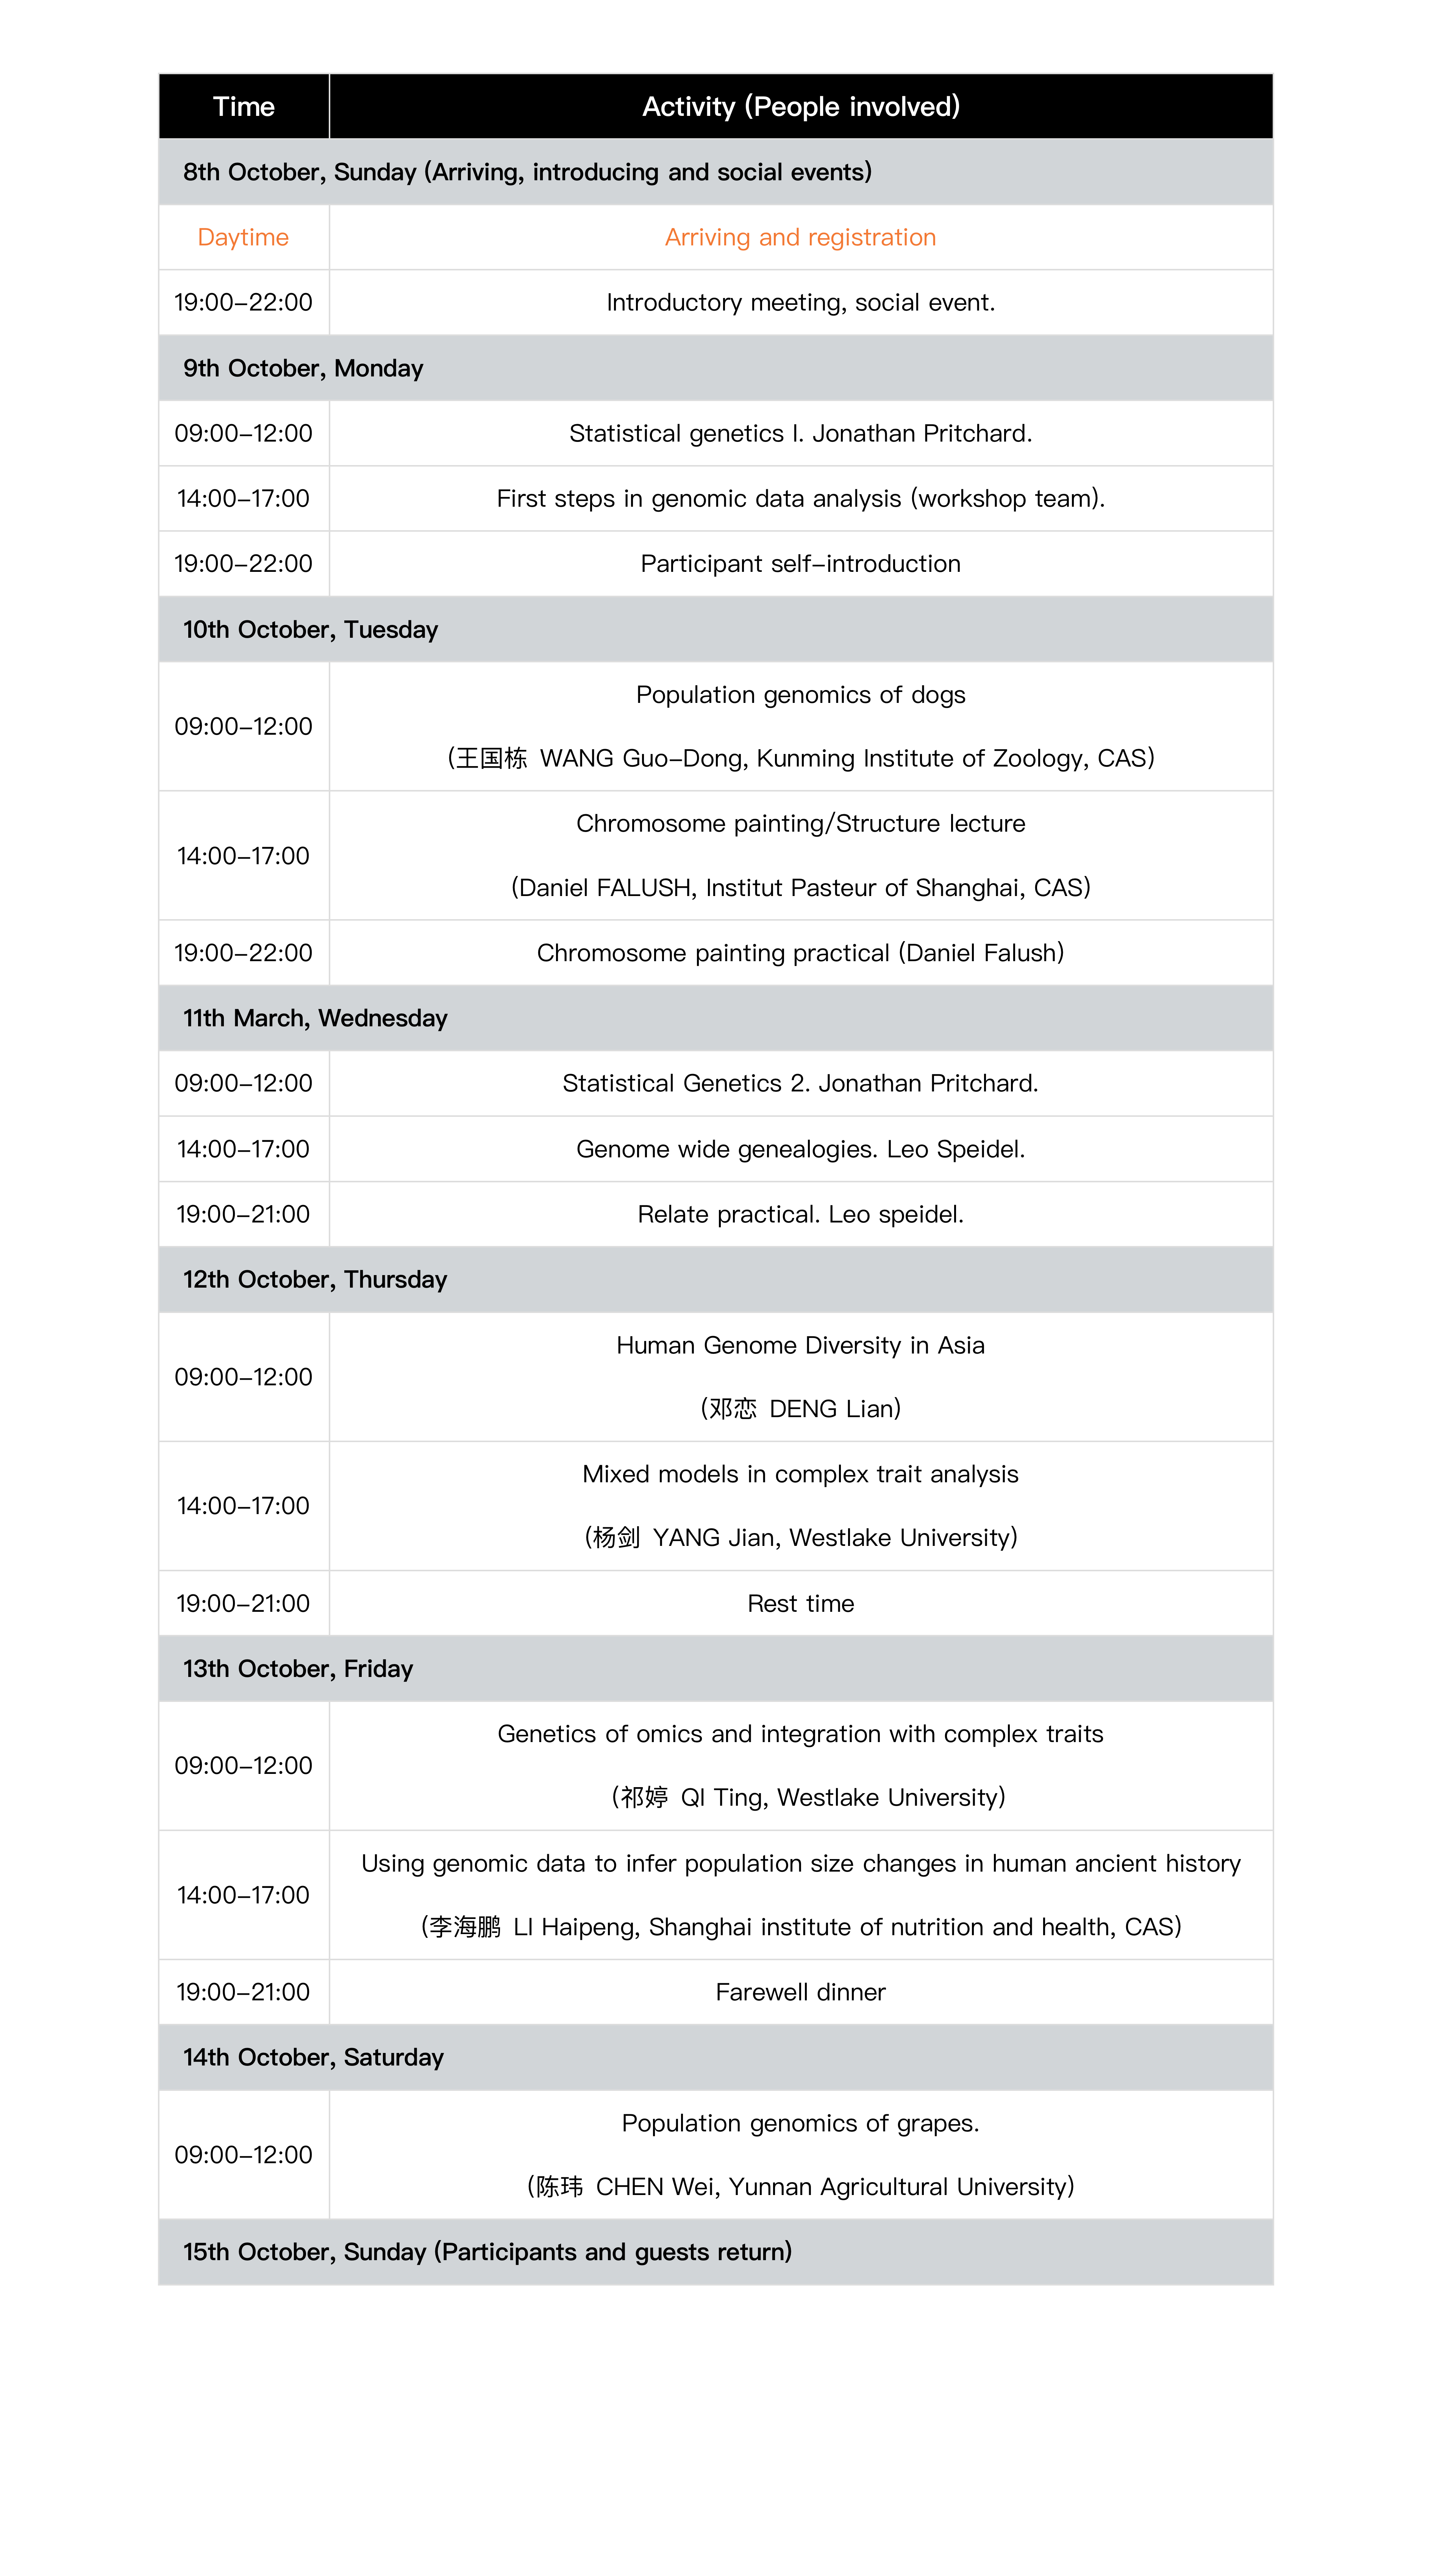 Time Activity (People involved)
8th October, Sunday (Arriving, introducing and social events)
Daytime Arriving and registration
19:00–22:00 Introductory meeting, social event.
9th October, Monday
09:00–12:00 Statistical genetics I. Jonathan Pritchard.
14:00–17:00 First steps in genomic data analysis (workshop team).
19:00–22:00 Participant self–introduction
10th October, Tuesday
09:00–12:00 Population genomics of dogs
(王国栋 WANG Guo–Dong, Kunming Institute of Zoology, CAS)
14:00–17:00 Chromosome painting/Structure lecture
(Daniel FALUSH, Institut Pasteur of Shanghai, CAS)
19:00–22:00 Chromosome painting practical (Daniel Falush)
11th March, Wednesday
09:00–12:00 Statistical Genetics 2. Jonathan Pritchard.
14:00–17:00 Genome wide genealogies. Leo Speidel.
19:00–21:00 Relate practical. Leo speidel.
12th October, Thursday
09:00–12:00 Human Genome Diversity in Asia
(邓恋 DENG Lian)
14:00–17:00 Mixed models in complex trait analysis
(杨剑 YANG Jian, Westlake University)
19:00–21:00 Rest time
13th October, Friday
09:00–12:00 Genetics of omics and integration with complex traits
(祁婷 QI Ting, Westlake University)
14:00–17:00 Using genomic data to infer population size changes in human ancient history
(李海鹏 LI Haipeng, Shanghai institute of nutrition and health, CAS)
19:00–21:00 Farewell dinner
14th October, Saturday
09:00–12:00 Population genomics of grapes.
(陈玮 CHEN Wei, Yunnan Agricultural University)
15th October, Sunday (Participants and guests return)